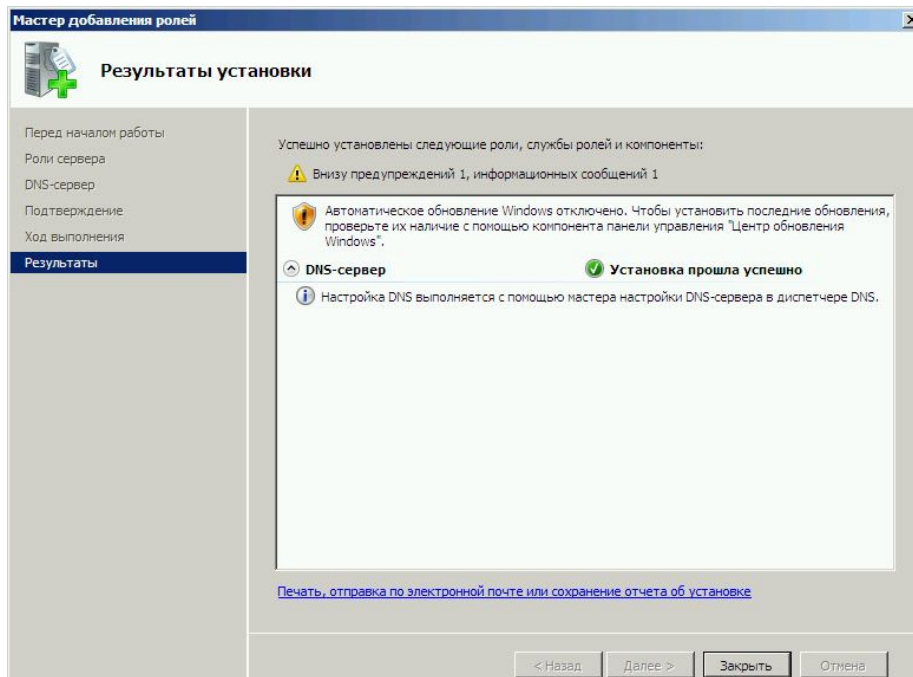 Мастер добавления ролей
Результаты установки
Перед началом работы
Роли сервера
DNS-сервер
Подтверждение
Ход выполнения
Результаты
Успешно установлены следующие роли, службы ролей и компоненты:
Внизу предупреждений 1, информационных сообщений 1
Автоматическое обновление Windows отключено. Чтобы установить последние обновления,
проверьте их наличие с помощью компонента панели управления "Центр обновления
Windows".
DNS-сервер Установка прошла успешно
Настройка DNS выполняется с помощью мастера настройки DNS-сервера в диспетчере DNS.
Печать, отправка по электронной почте или сохранение отчета об установке
< Назад Далее > Закрыть Отмена